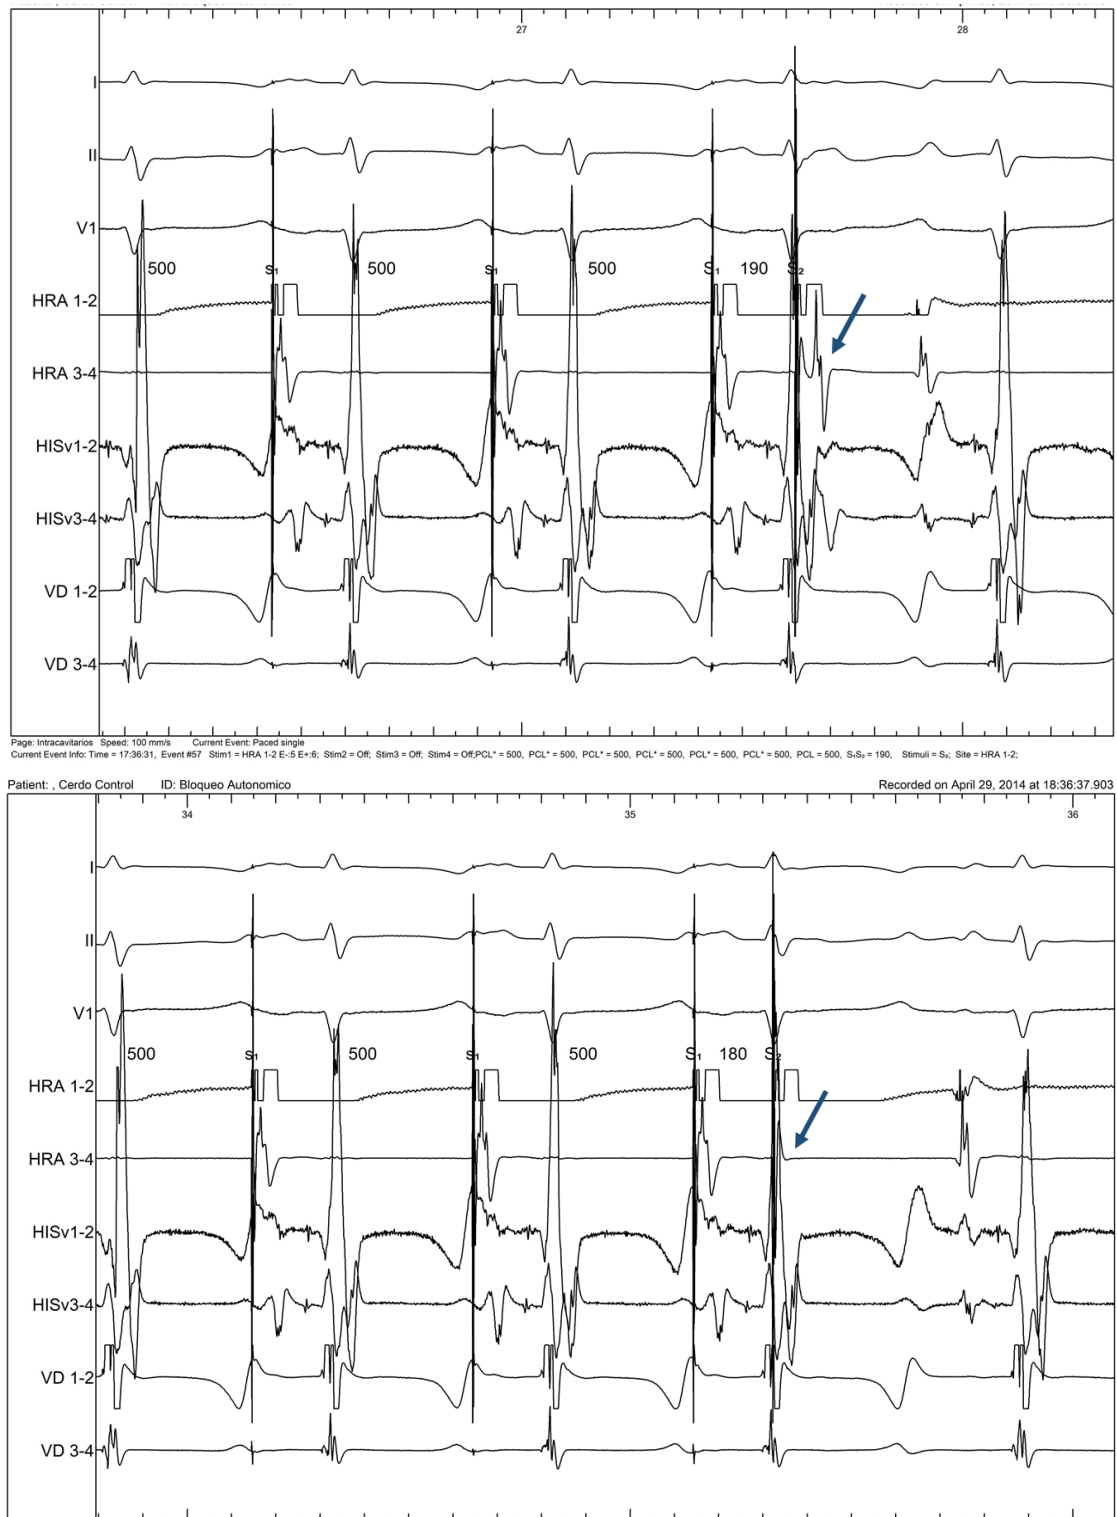 27 28
I
II
V1
500 S₁ 500 S₁ 500 S₁ 190 S₂
HRA 1-2
HRA 3-4
HISv1-2
HISv3-4
VD 1-2
VD 3-4
Page: Intracavitarios Speed: 100 mm/s Current Event: Paced single
Current Event Info: Time = 17:36:31, Event #57 Stim1 = HRA 1-2 E-:5 E+:6; Stim2 = Off; Stim3 = Off; Stim4 = Off;PCL* = 500, PCL* = 500, PCL* = 500, PCL* = 500, PCL* = 500, PCL* = 500, PCL = 500, S₁S₂ = 190, Stimuli = S₂; Site = HRA 1-2;
Patient: , Cerdo Control ID: Bloqueo Autonomico Recorded on April 29, 2014 at 18:36:37.903
34 35 36
I
II
V1
500 S₁ 500 S₁ 500 S₁ 180 S₂
HRA 1-2
HRA 3-4
HISv1-2
HISv3-4
VD 1-2
VD 3-4
34 35 36